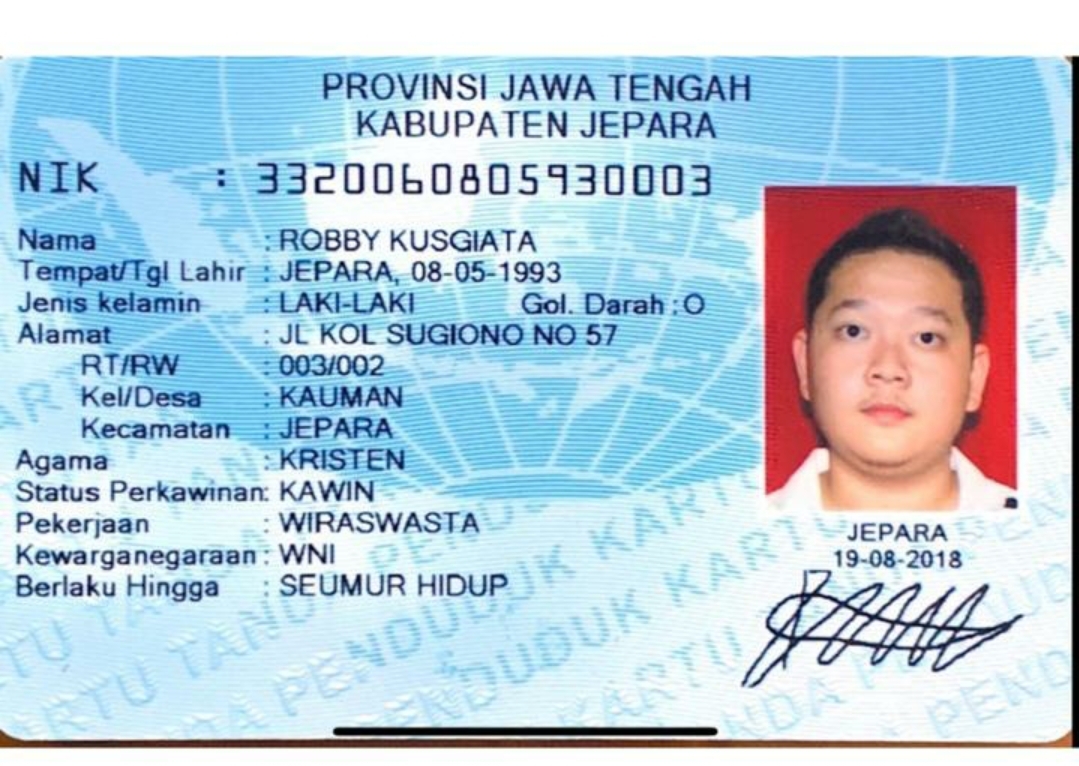 PROVINSI JAWA TENGAH
KABUPATEN JEPARA
NIK : 3320060805930003
Nama : ROBBY KUSGIATA
Tempat/Tgl Lahir : JEPARA, 08-05-1993
Jenis kelamin : LAKI-LAKI Gol. Darah : O
Alamat : JL KOL SUGIONO NO 57
RT/RW : 003/002
Kel/Desa : KAUMAN
Kecamatan : JEPARA
Agama : KRISTEN
Status Perkawinan: KAWIN
Pekerjaan : WIRASWASTA
Kewarganegaraan : WNI
Berlaku Hingga : SEUMUR HIDUP
JEPARA
19-08-2018